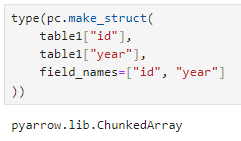 type(pc.make_struct(
    table1["id"],
    table1["year"],
    field_names=["id", "year"]
))
pyarrow.lib.ChunkedArray